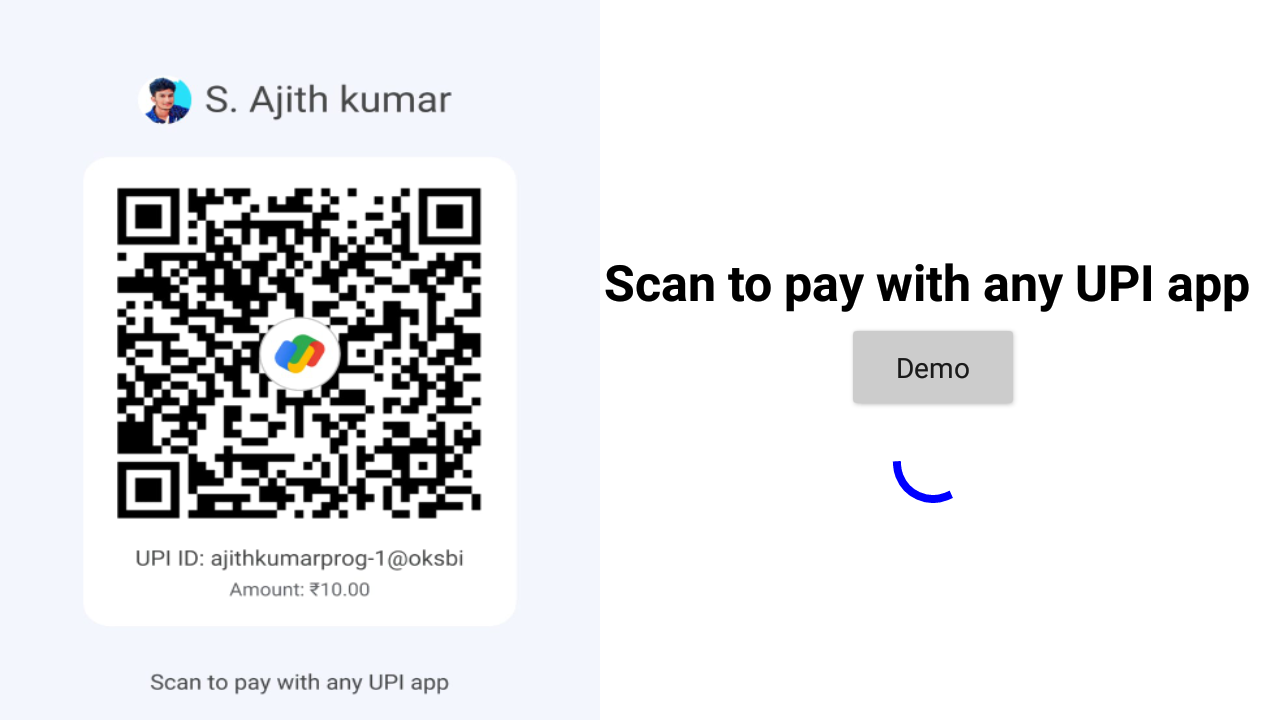 S. Ajith kumar
UPI ID: ajithkumarprog-1@oksbi
Amount: ₹10.00
Scan to pay with any UPI app
Scan to pay with any UPI app
Demo